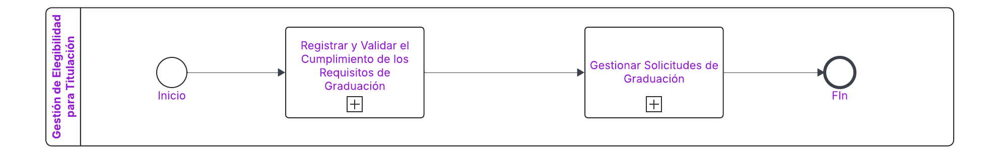 Gestión de Elegibilidad
para Titulación
Inicio
Registrar y Validar el
Cumplimiento de los
Requisitos de
Graduación
Gestionar Solicitudes de
Graduación
FIn